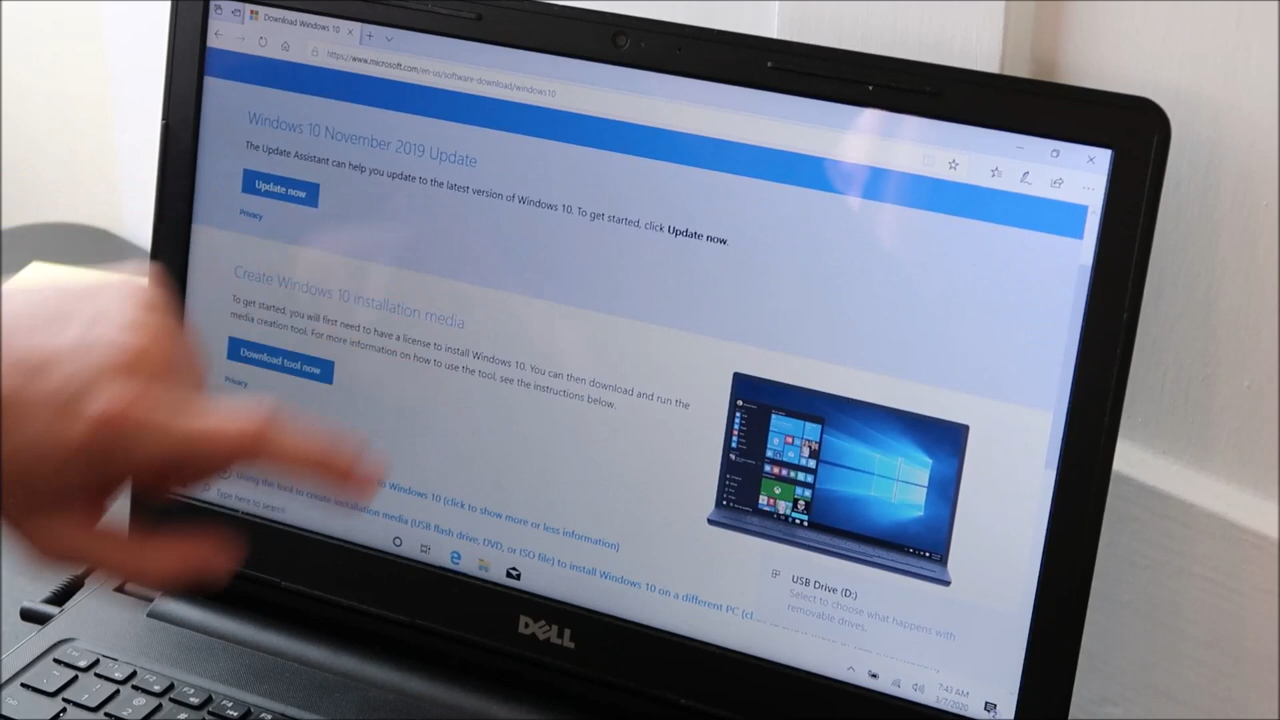 Download Windows 10
https://www.microsoft.com/en-us/software-download/windows10
Windows 10 November 2019 Update
The Update Assistant can help you update to the latest version of Windows 10. To get started, click Update now.
Update now
Privacy
Create Windows 10 installation media
To get started, you will first need to have a license to install Windows 10. You can then download and run the
media creation tool. For more information on how to use the tool, see the instructions below.
Download tool now
Privacy
to Windows 10 (click to show more or less information)
Using the tool to create installation media (USB flash drive, DVD, or ISO file) to install Windows 10 on a different PC
USB Drive (D:)
Select to choose what happens with
removable drives.
Type here to search
7:43 AM
3/7/2020
DELL